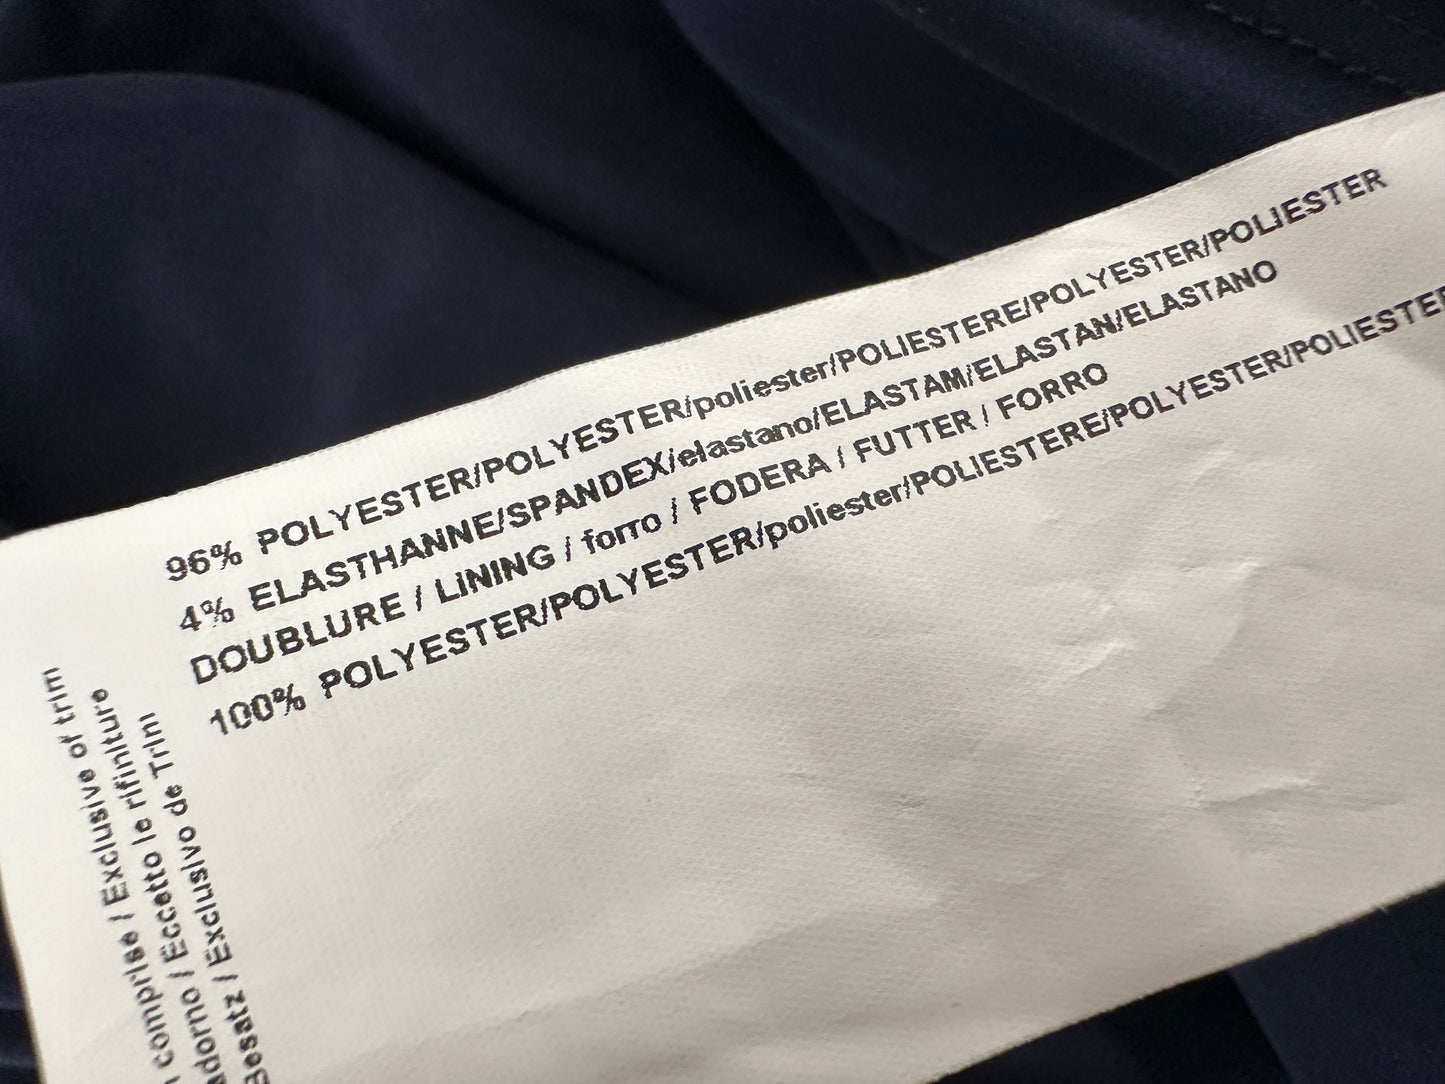 96% POLYESTER/POLYESTER/poliester/POLIESTERE/POLYESTER/POLIESTER
4% ELASTHANNE/SPANDEX/elastano/ELASTAM/ELASTAN/ELASTANO
DOUBLURE / LINING / forro / FODERA / FUTTER / FORRO
100% POLYESTER/POLYESTER/poliester/POLIESTERE/POLYESTER/POLIESTER
comprise / Exclusive of trim
adorno / Eccetto le rifiniture
Besatz / Exclusivo de Trim